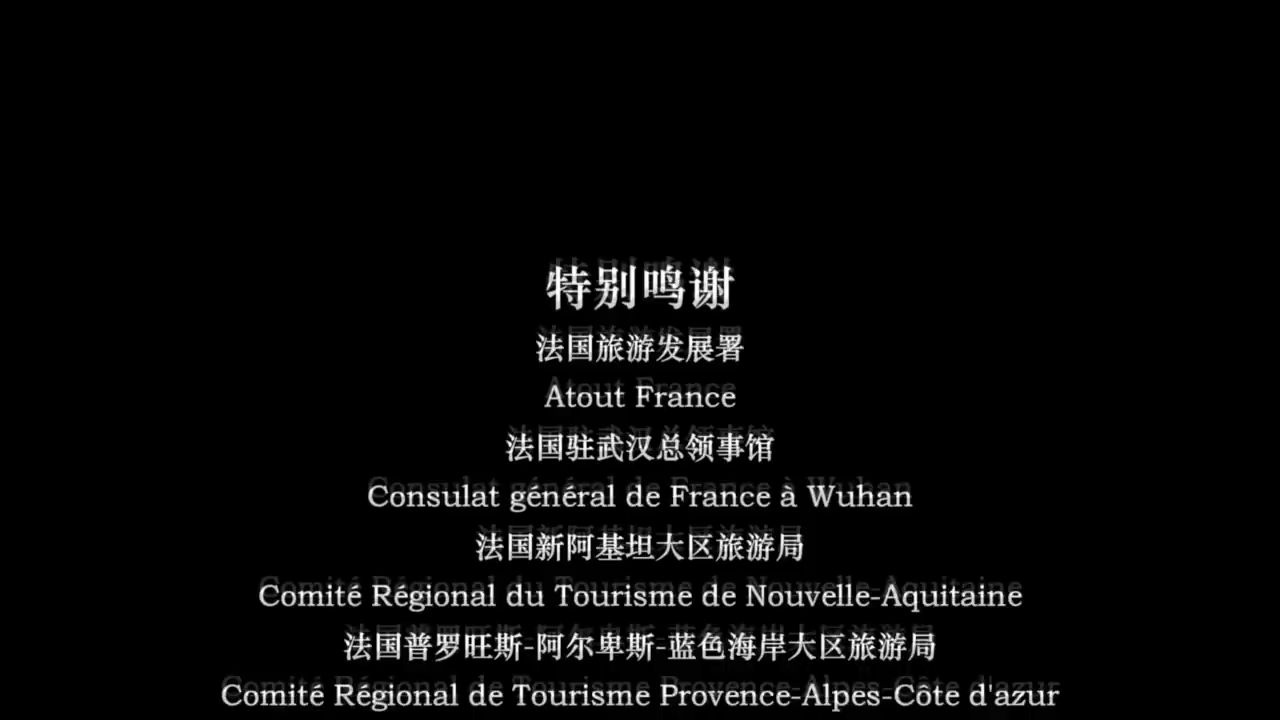 特别鸣谢
法国旅游发展署
Atout France
法国驻武汉总领事馆
Consulat général de France à Wuhan
法国新阿基坦大区旅游局
Comité Régional du Tourisme de Nouvelle-Aquitaine
法国普罗旺斯-阿尔卑斯-蓝色海岸大区旅游局
Comité Régional de Tourisme Provence-Alpes-Côte d'azur